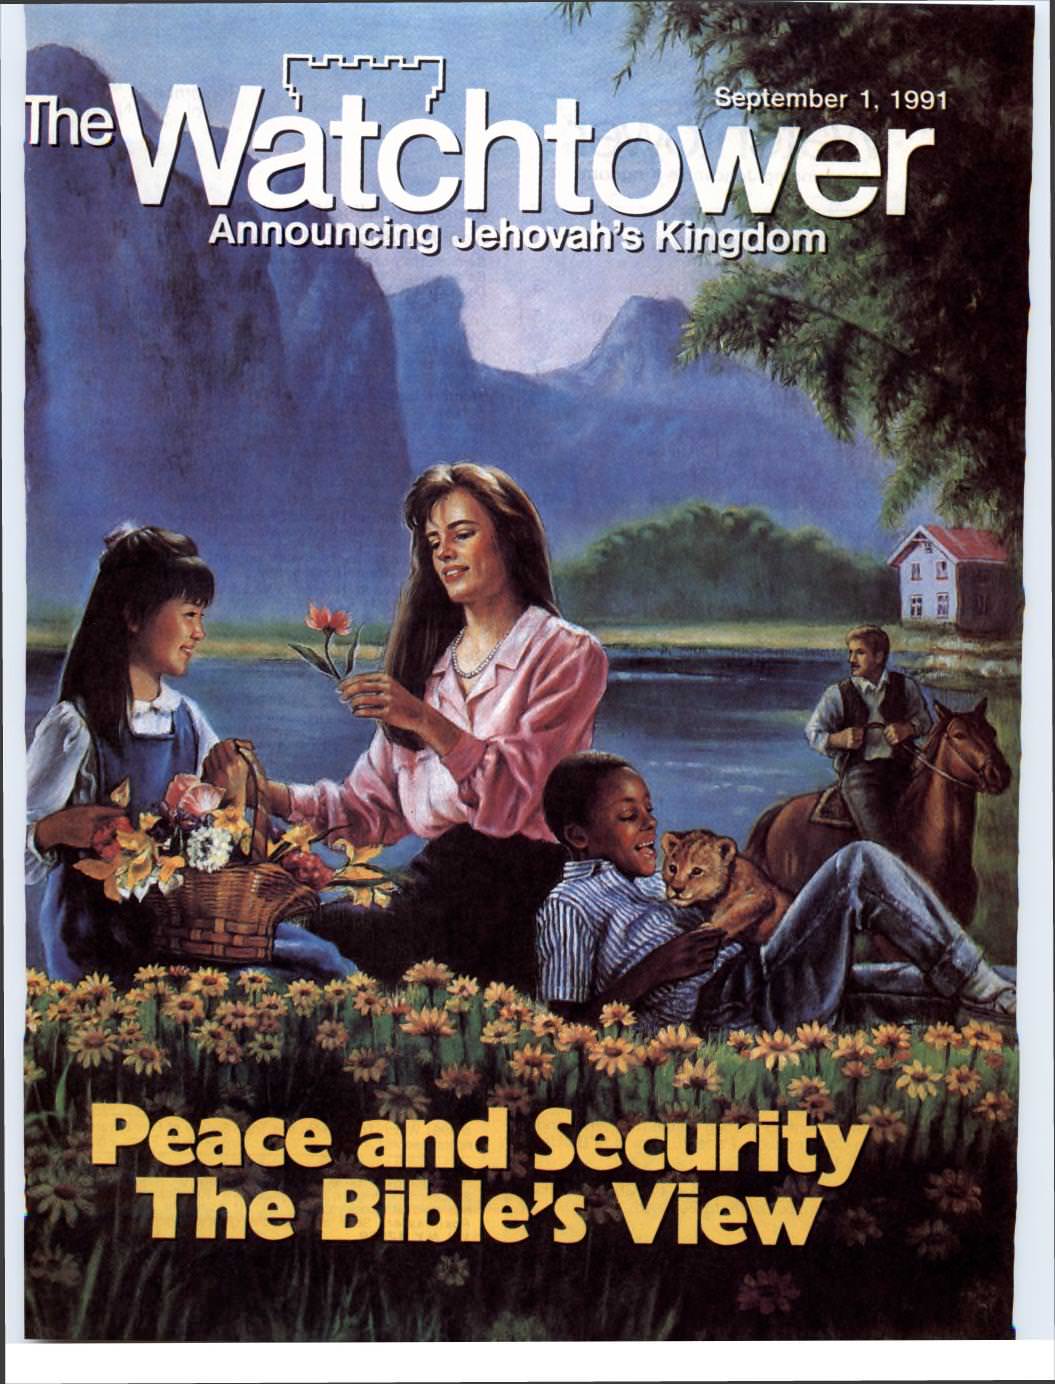 September 1, 1991
The Watchtower
Announcing Jehovah's Kingdom
Peace and Security
The Bible's View